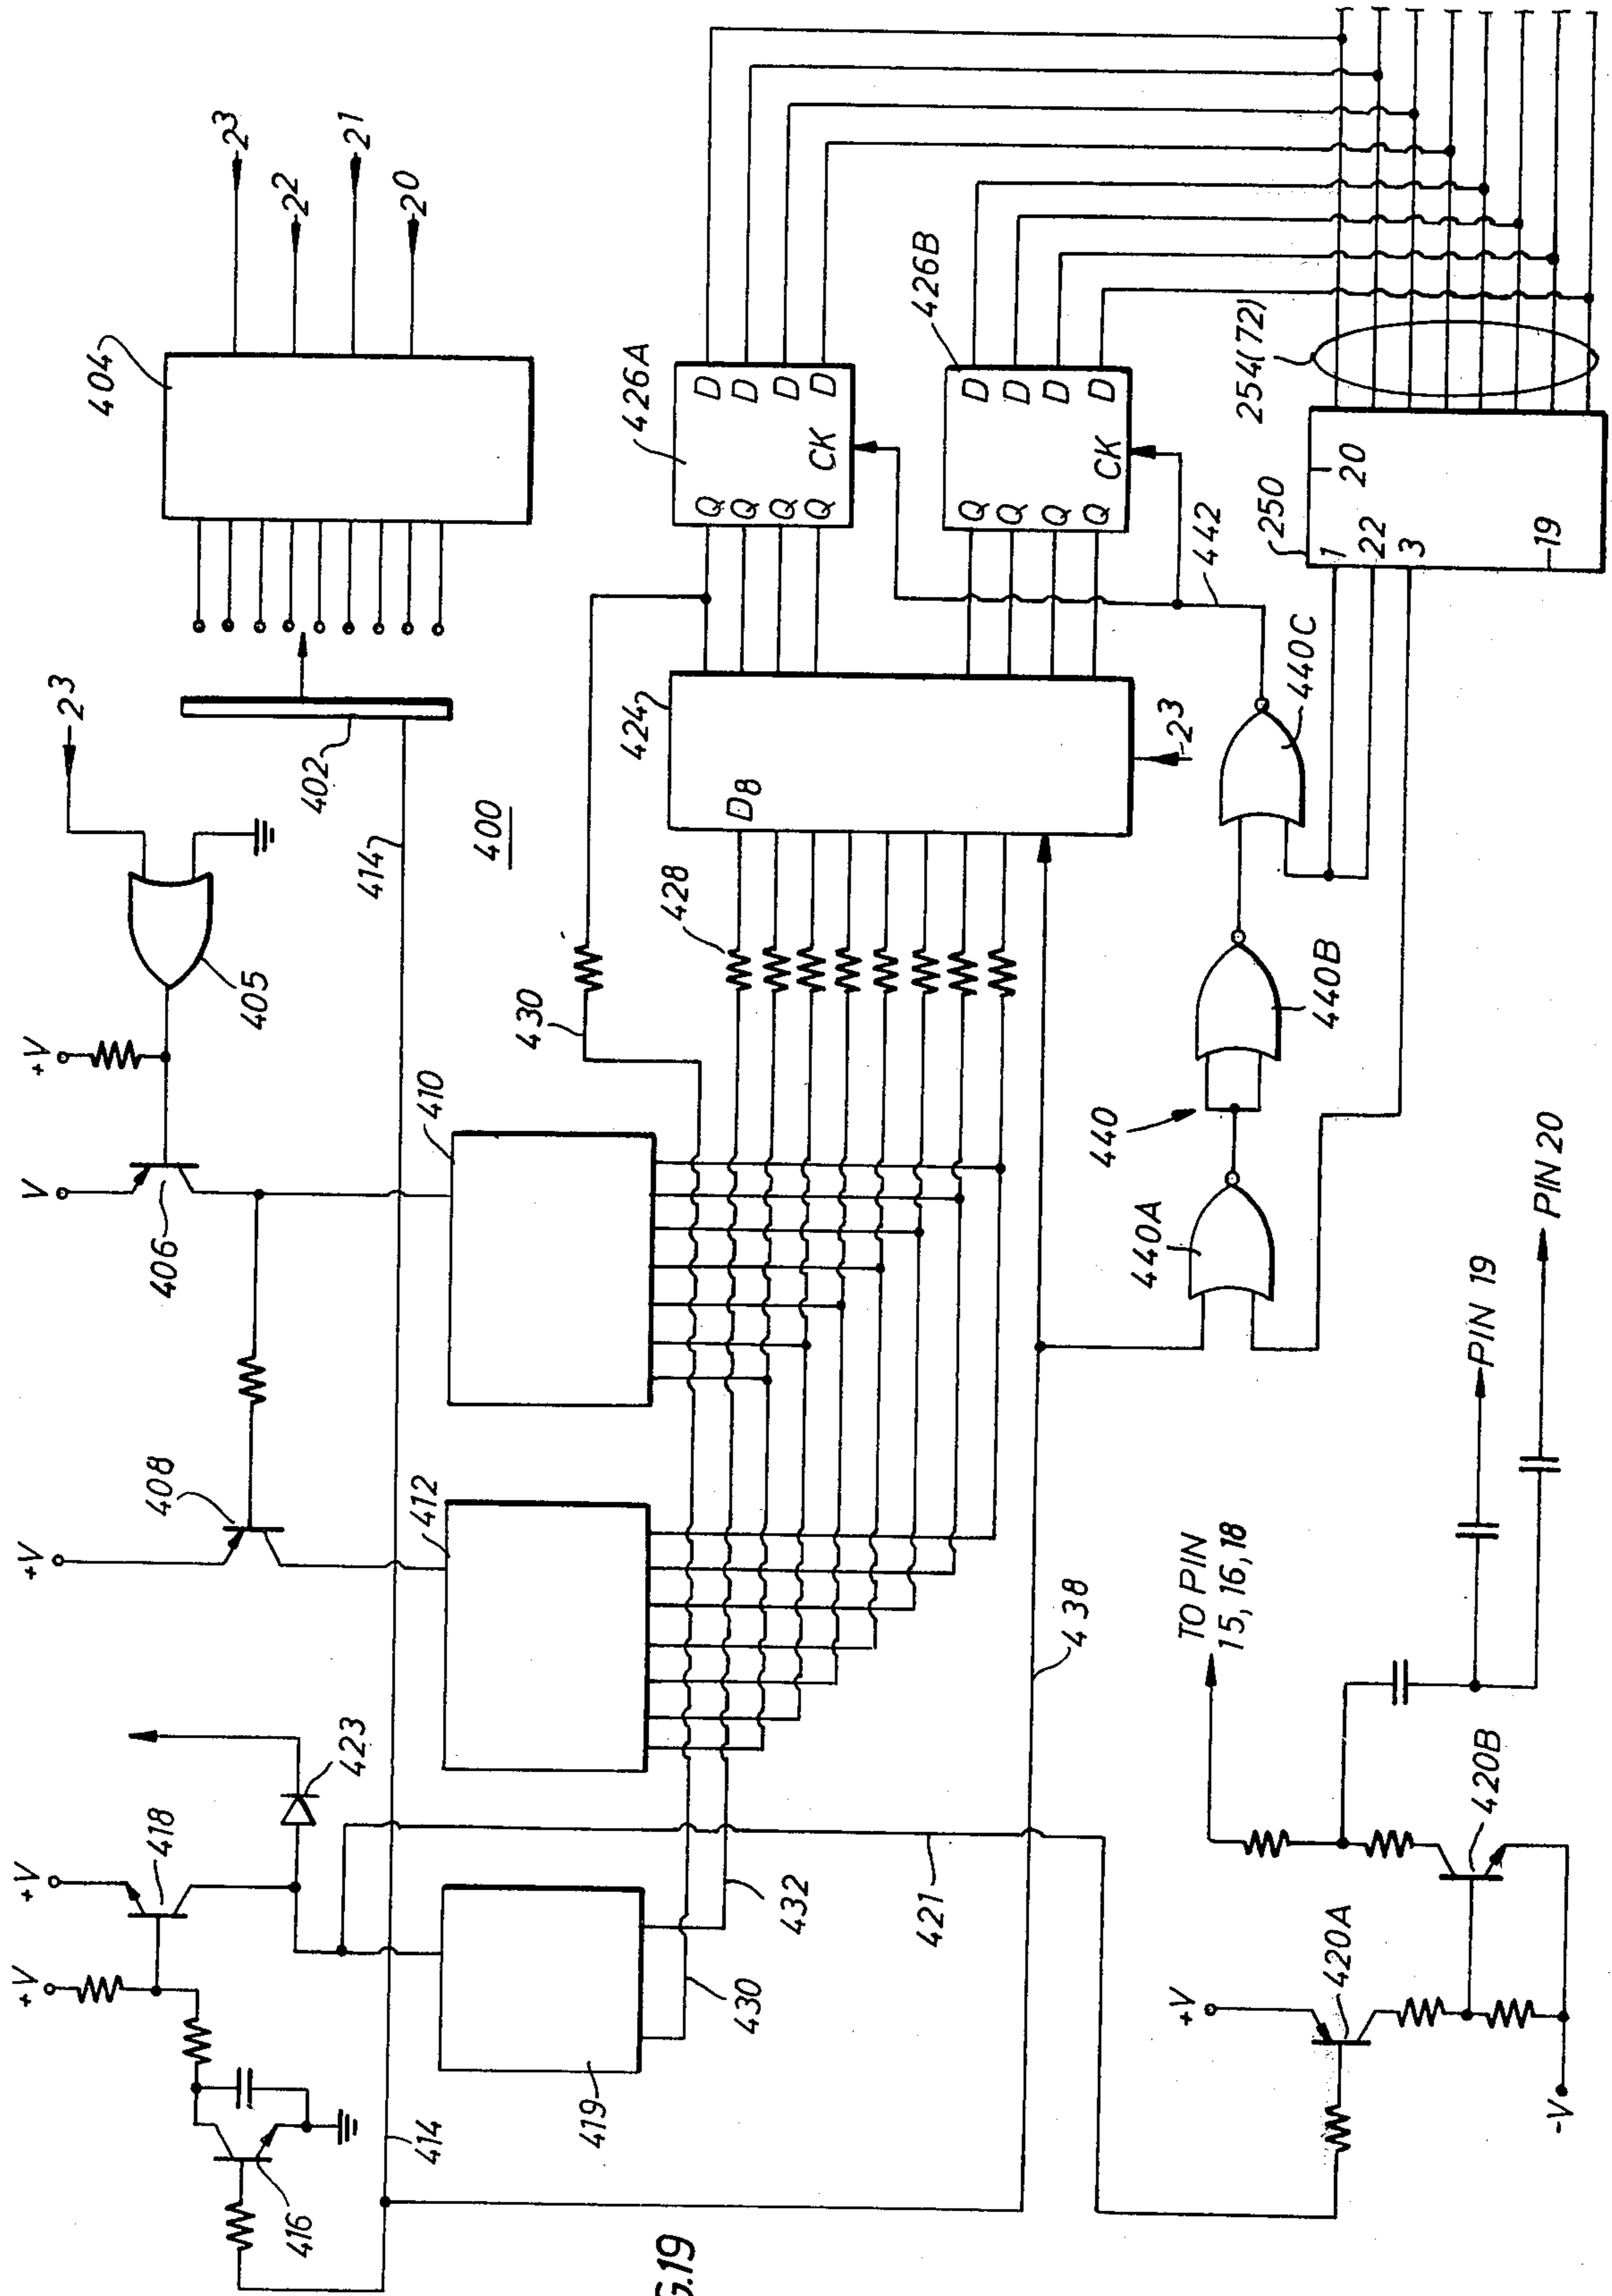 +V
+V
+V
V
+V
2³
418
408
406
405
423
416
414
414
402
404
2³
2²
2¹
2⁰
400
419
412
410
430
430
432
428
424
D8
2³
426A
Q D
Q D
Q D
Q D
CK
426B
Q D
Q D
Q D
Q D
CK
442
421
438
440
440A
440B
440C
250
1
22
3
20
19
254(72)
+V
-V
420A
420B
TO PIN
15, 16, 18
PIN 19
PIN 20
G.19